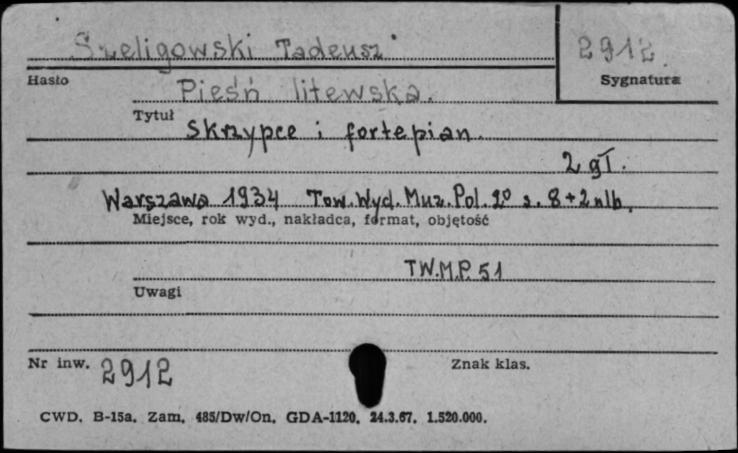 Szeligowski Tadeusz 2912
Hasło Sygnatura
Pieśń litewska.
Tytuł
Skrzypce i fortepian.
2 gł.
Warszawa 1934 Tow. Wyd. Muz. Pol. 2° s. 8 + 2 nlb.
Miejsce, rok wyd., nakładca, format, objętość
T.W.M.P. 51
Uwagi
Nr inw. 2912 Znak klas.
CWD. B-15a. Zam. 485/Dw/On. GDA-1120. 24.3.67. 1.520.000.